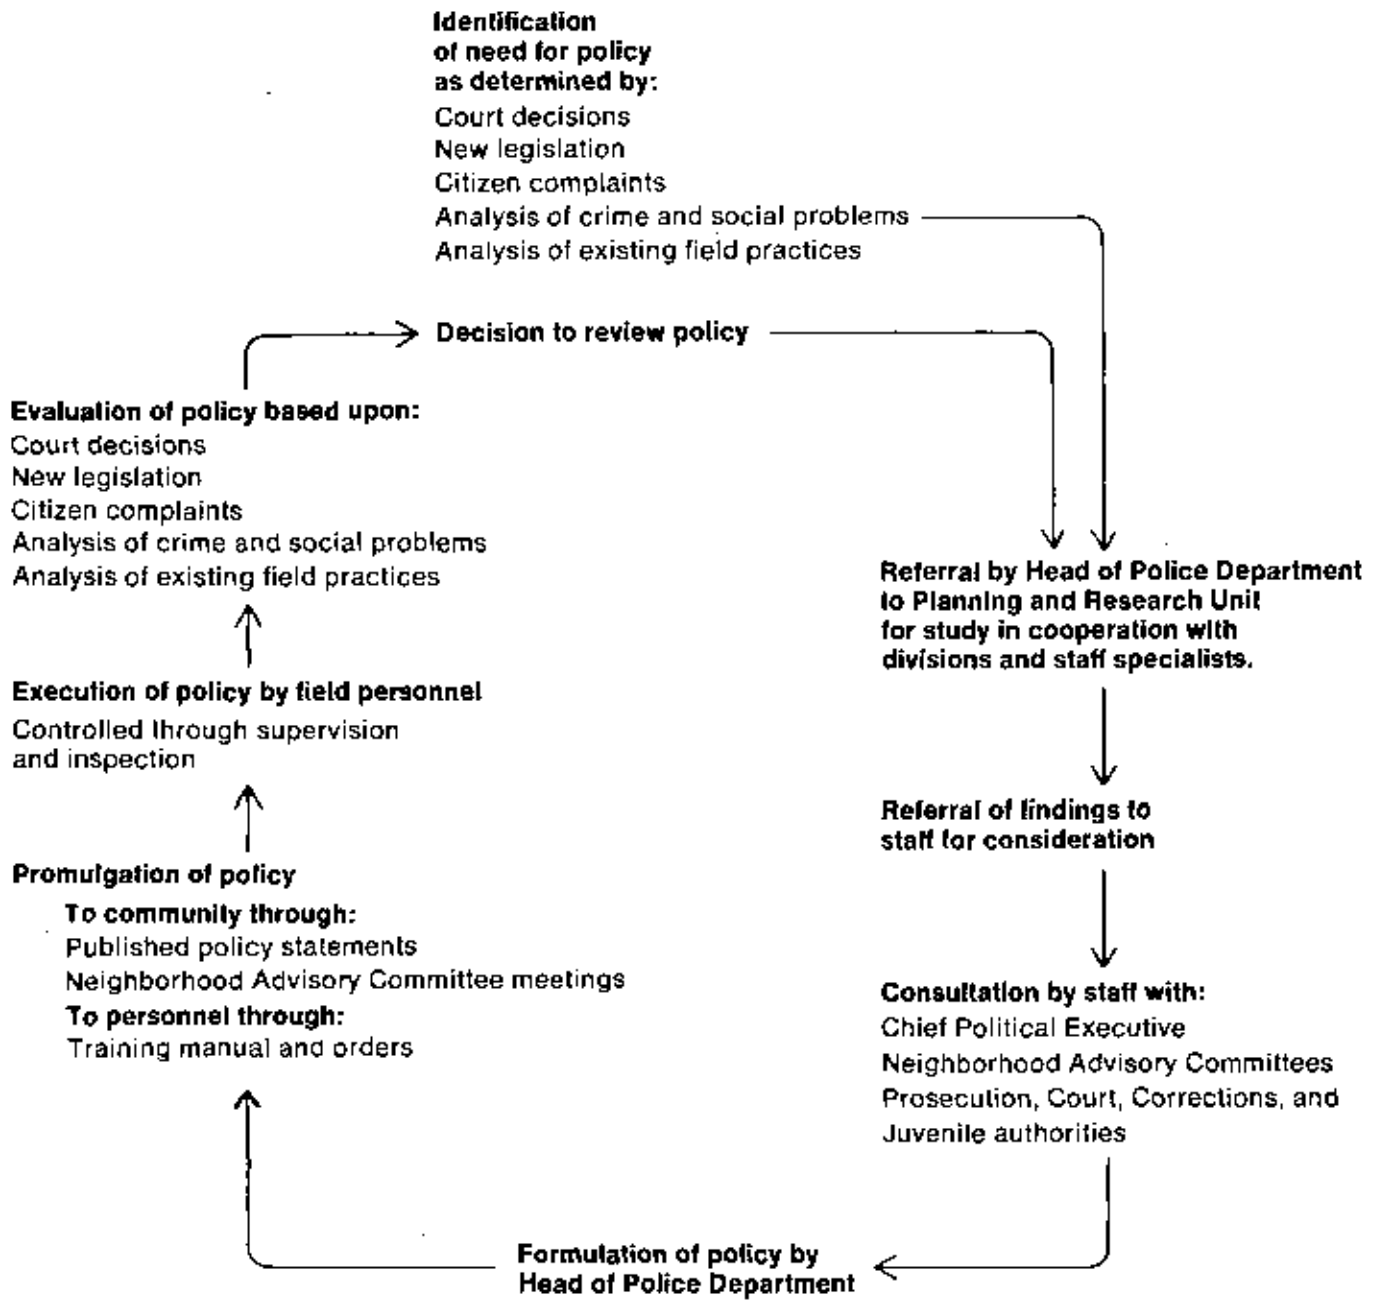 Identification
of need for policy
as determined by:
Court decisions
New legislation
Citizen complaints
Analysis of crime and social problems
Analysis of existing field practices
Decision to review policy
Evaluation of policy based upon:
Court decisions
New legislation
Citizen complaints
Analysis of crime and social problems
Analysis of existing field practices
Referral by Head of Police Department
to Planning and Research Unit
for study in cooperation with
divisions and staff specialists.
Execution of policy by field personnel
Controlled through supervision
and inspection
Referral of findings to
staff for consideration
Promulgation of policy
To community through:
Published policy statements
Neighborhood Advisory Committee meetings
To personnel through:
Training manual and orders
Consultation by staff with:
Chief Political Executive
Neighborhood Advisory Committees
Prosecution, Court, Corrections, and
Juvenile authorities
Formulation of policy by
Head of Police Department